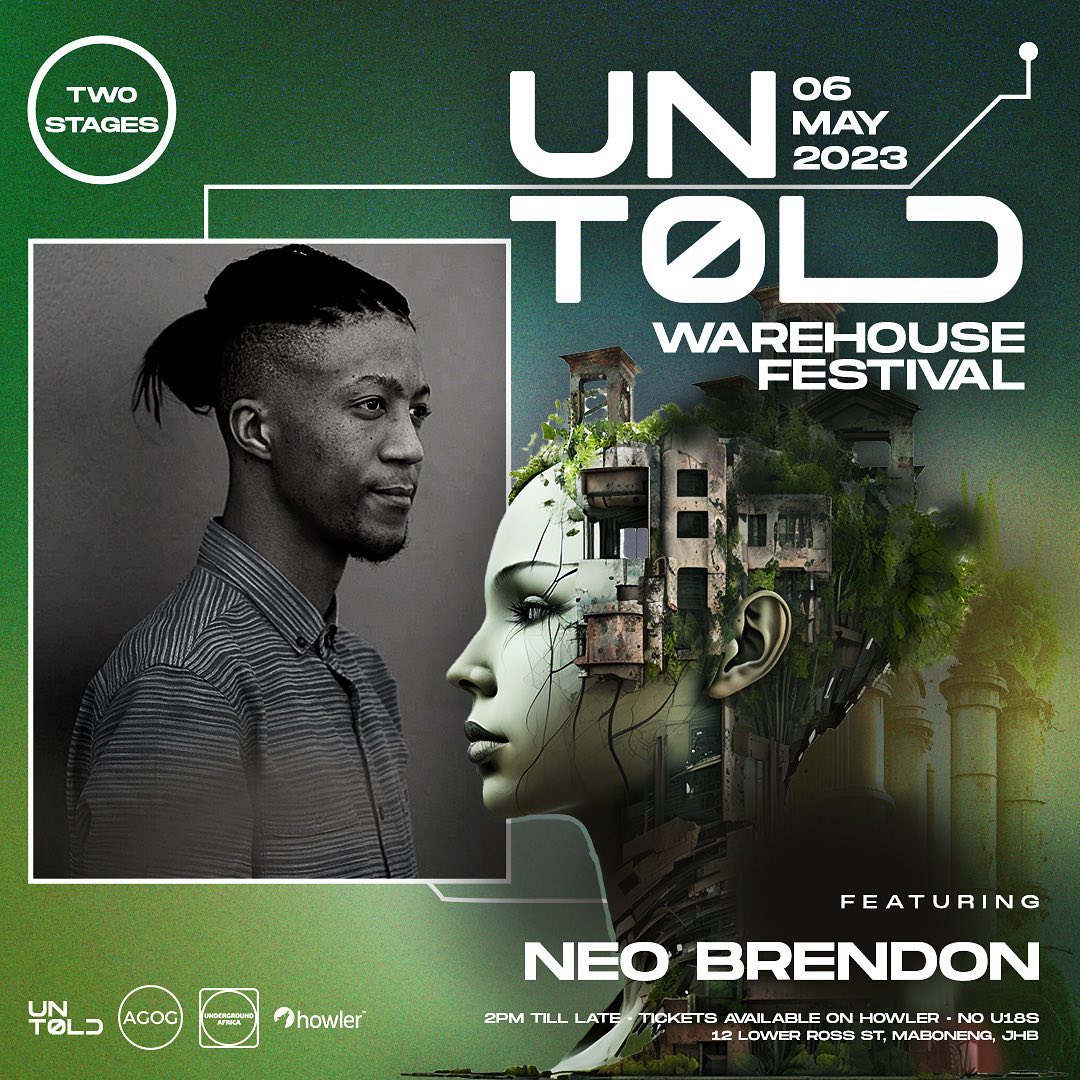 TWO
STAGES
UN
TØLD
06
MAY
2023
WAREHOUSE
FESTIVAL
FEATURING
NEO BRENDON
2PM TILL LATE • TICKETS AVAILABLE ON HOWLER • NO U18S
12 LOWER ROSS ST, MABONENG, JHB
UN
TØLD
AGOG
UNDERGROUND
AFRICA
howler